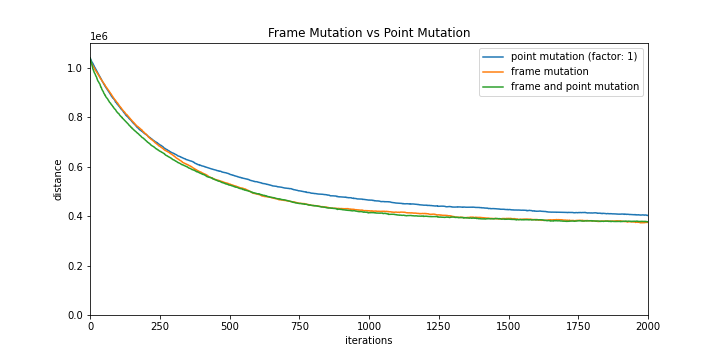 Frame Mutation vs Point Mutation
1e6
point mutation (factor: 1)
frame mutation
frame and point mutation
1.0
0.8
0.6
0.4
0.2
0.0
distance
0 250 500 750 1000 1250 1500 1750 2000
iterations